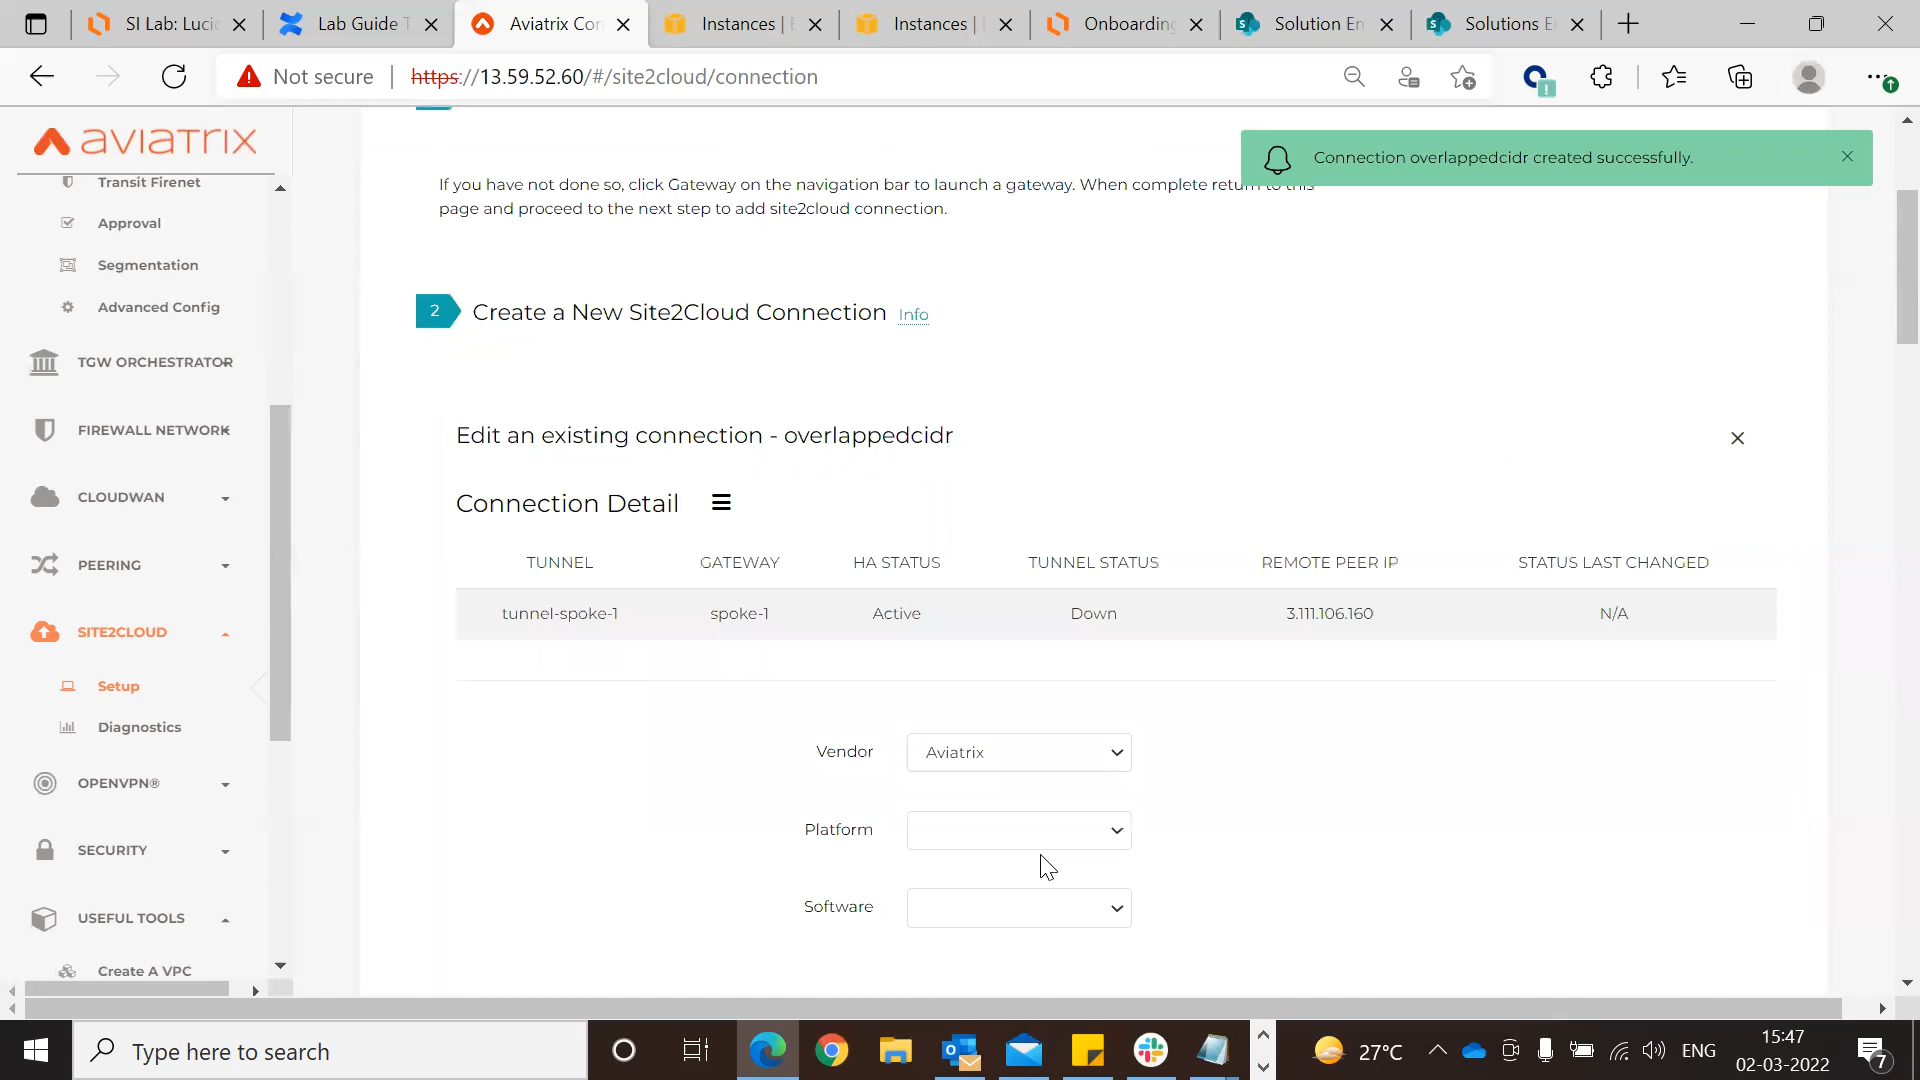 SI Lab: Lucid
Lab Guide T
Aviatrix Con
Instances | E
Instances | E
Onboarding
Solution En
Solutions E
Not secure
https://13.59.52.60/#/site2cloud/connection
aviatrix
Transit Firenet
Approval
Segmentation
Advanced Config
TGW ORCHESTRATOR
FIREWALL NETWORK
CLOUDWAN
PEERING
SITE2CLOUD
Setup
Diagnostics
OPENVPN®
SECURITY
USEFUL TOOLS
Create A VPC
Connection overlappedcidr created successfully.
If you have not done so, click Gateway on the navigation bar to launch a gateway. When complete return to this
page and proceed to the next step to add site2cloud connection.
2 Create a New Site2Cloud Connection Info
Edit an existing connection - overlappedcidr
Connection Detail
TUNNEL GATEWAY HA STATUS TUNNEL STATUS REMOTE PEER IP STATUS LAST CHANGED
tunnel-spoke-1 spoke-1 Active Down 3.111.106.160 N/A
Vendor Aviatrix
Platform
Software
Type here to search
27°C
ENG
15:47
02-03-2022
7